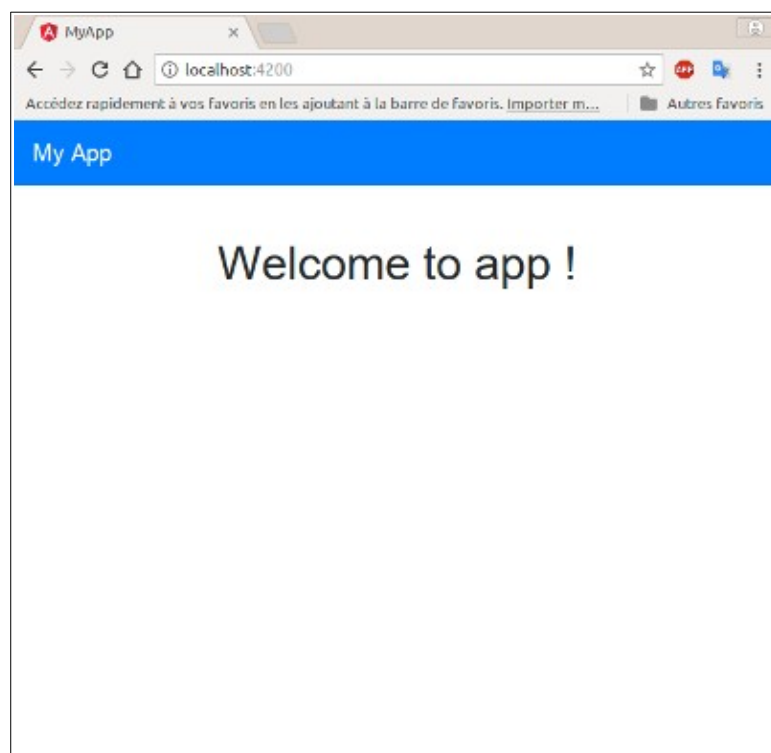 MyApp
localhost:4200
Accédez rapidement à vos favoris en les ajoutant à la barre de favoris. Importer m... Autres favoris
My App
Welcome to app !